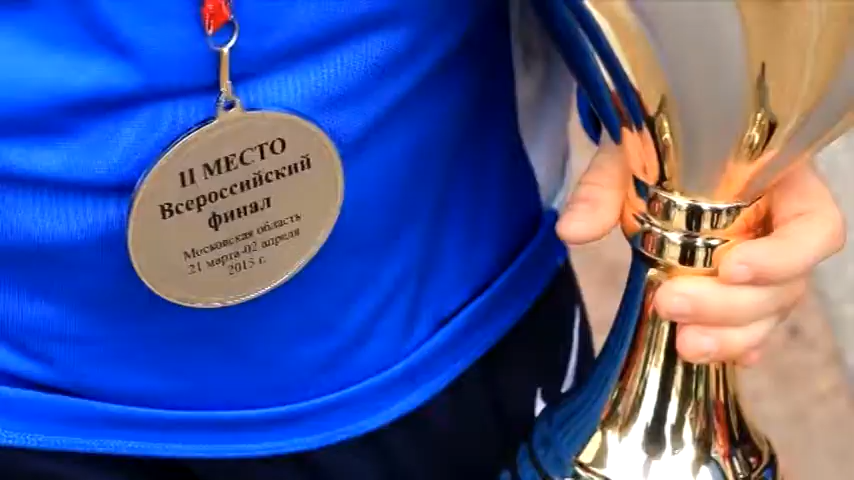 II МЕСТО
Всероссийский
финал
Московская область
21 марта-02 апреля
2015 г.